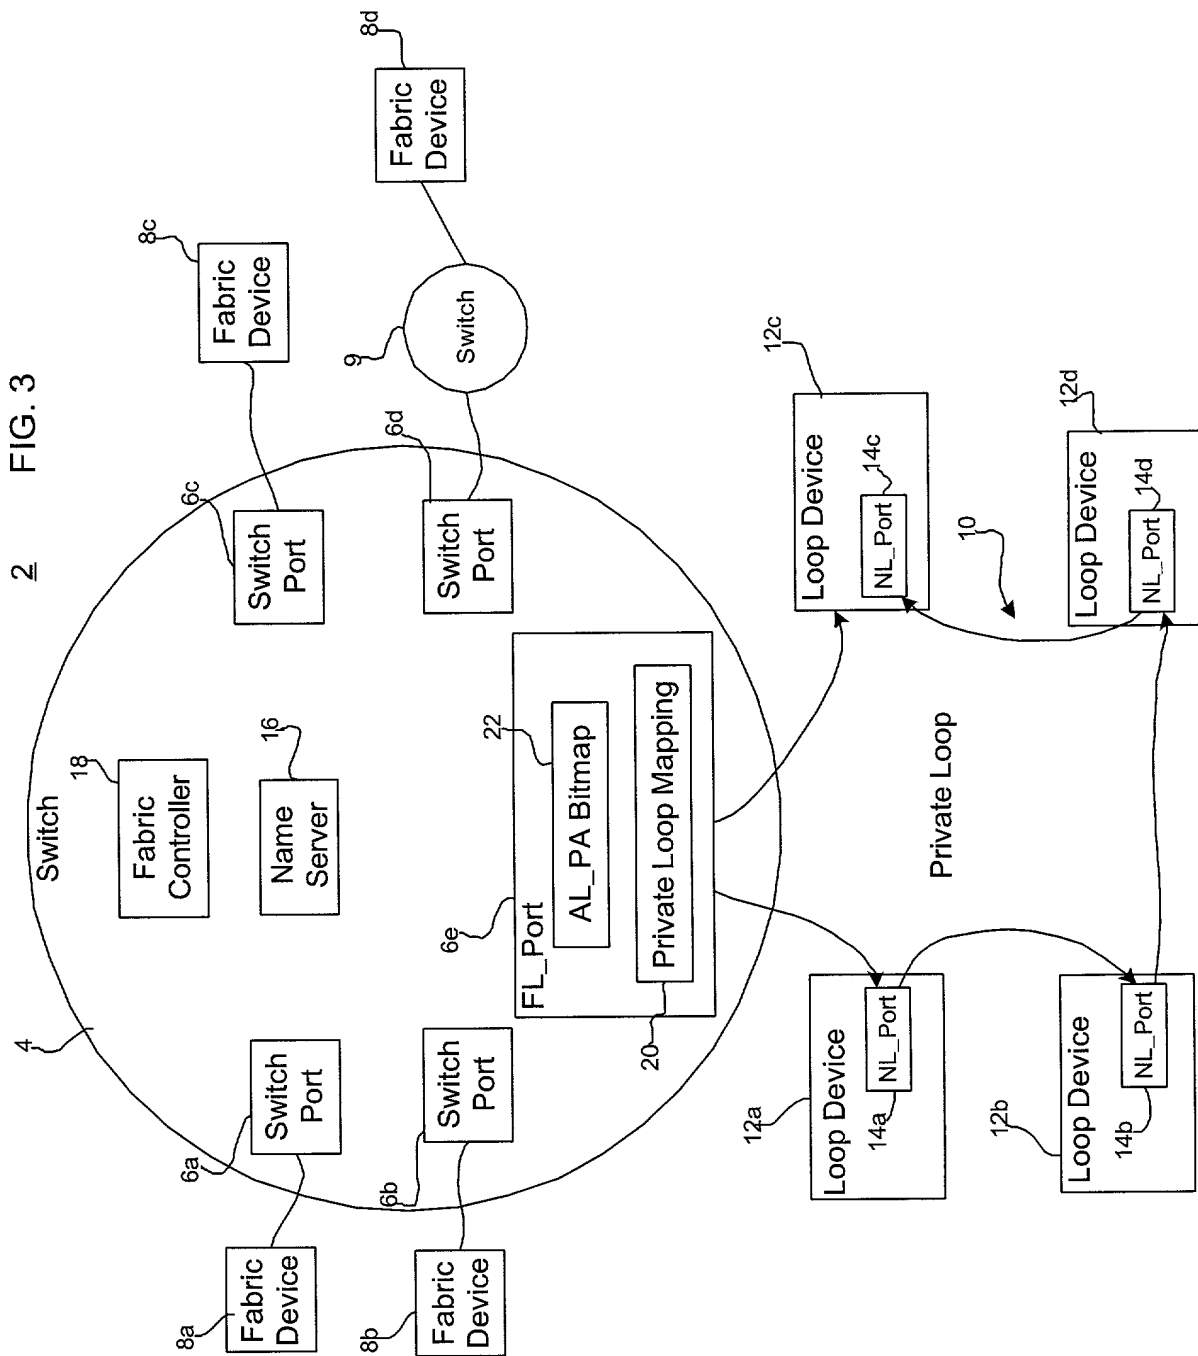 FIG. 3
2
Switch
4
Fabric
Controller
18
Name
Server
16
Switch
Port
6a
Fabric
Device
8a
Switch
Port
6b
Fabric
Device
8b
Switch
Port
6c
Fabric
Device
8c
Switch
Port
6d
Switch
9
Fabric
Device
8d
FL_Port
6e
AL_PA Bitmap
22
Private Loop Mapping
20
Loop Device
12a
NL_Port
14a
Loop Device
12b
NL_Port
14b
Private Loop
10
Loop Device
12c
NL_Port
14c
Loop Device
12d
NL_Port
14d